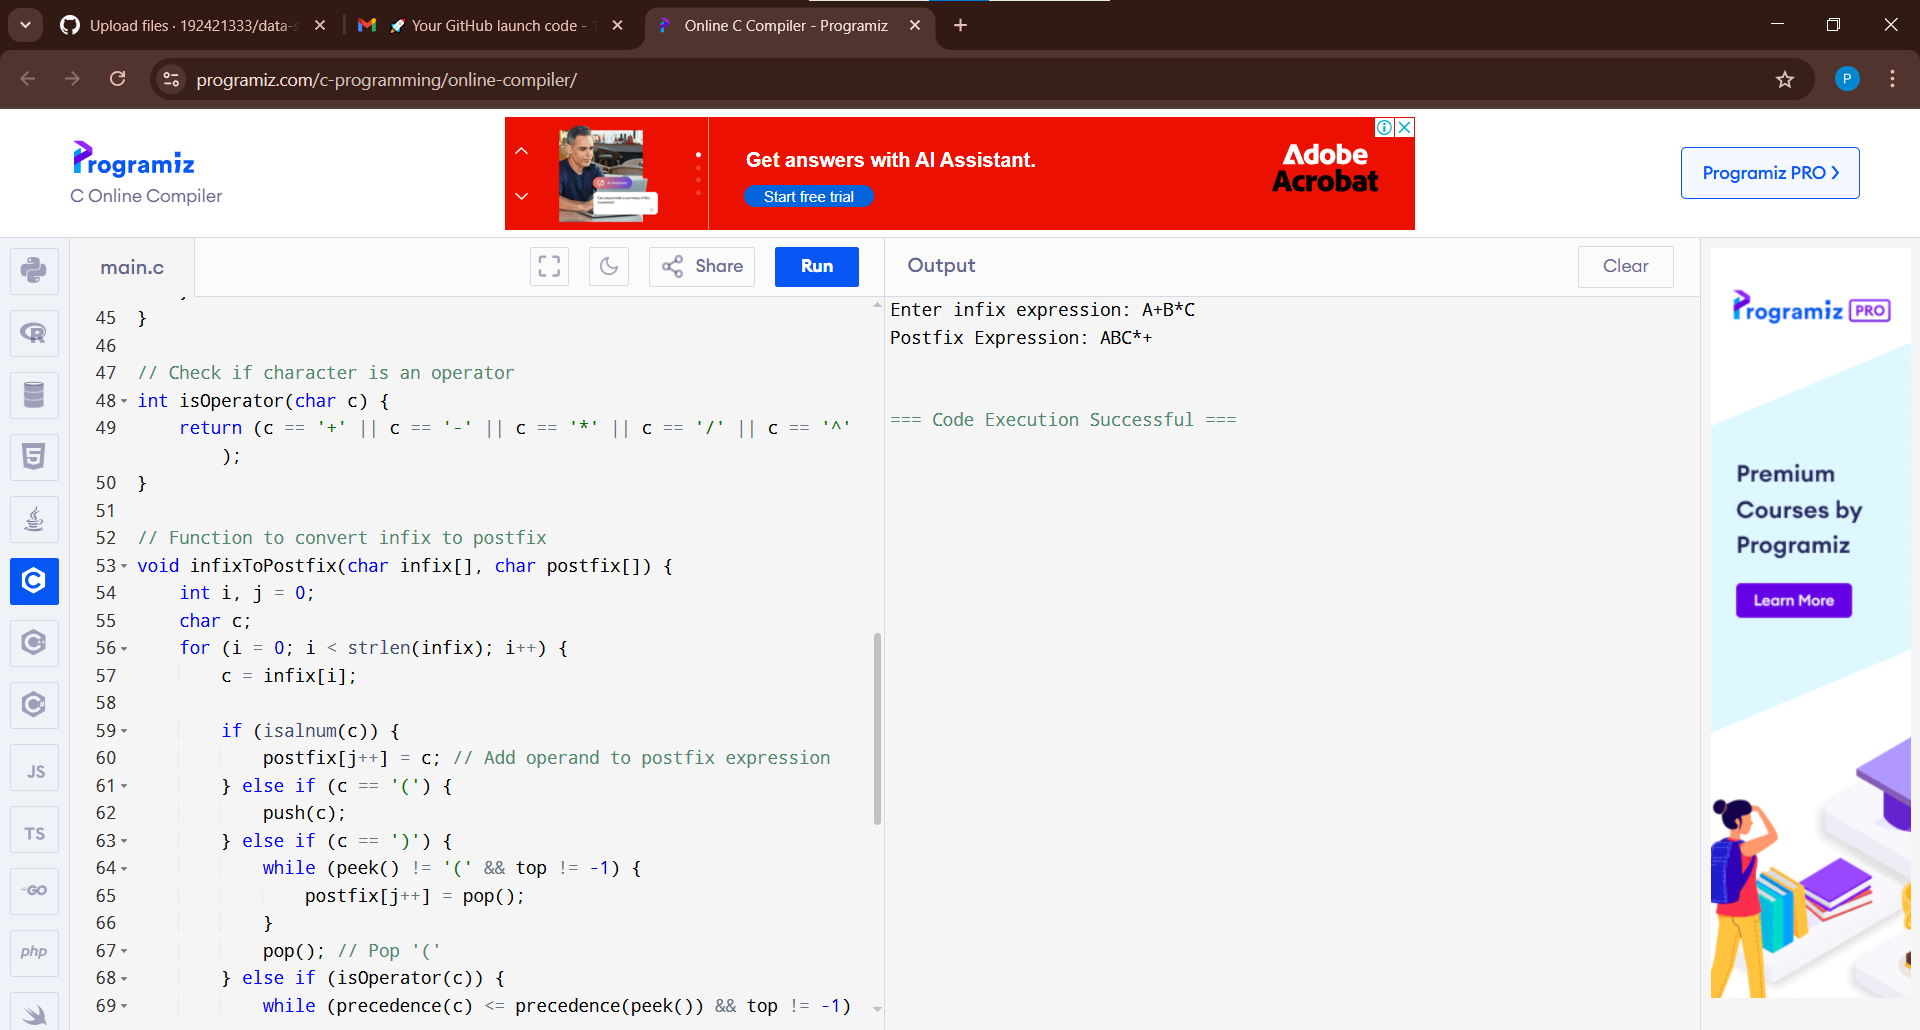 Upload files · 192421333/data-s
Your GitHub launch code - 1
Online C Compiler - Programiz
programiz.com/c-programming/online-compiler/
P
Programiz
C Online Compiler
Get answers with AI Assistant.
Start free trial
Adobe
Acrobat
Programiz PRO
main.c
Share
Run
Output
Clear
45 }
46
47 // Check if character is an operator
48 int isOperator(char c) {
49 return (c == '+' || c == '-' || c == '*' || c == '/' || c == '^'
);
50 }
51
52 // Function to convert infix to postfix
53 void infixToPostfix(char infix[], char postfix[]) {
54 int i, j = 0;
55 char c;
56 for (i = 0; i < strlen(infix); i++) {
57 c = infix[i];
58
59 if (isalnum(c)) {
60 postfix[j++] = c; // Add operand to postfix expression
61 } else if (c == '(') {
62 push(c);
63 } else if (c == ')') {
64 while (peek() != '(' && top != -1) {
65 postfix[j++] = pop();
66 }
67 pop(); // Pop '('
68 } else if (isOperator(c)) {
69 while (precedence(c) <= precedence(peek()) && top != -1)
Enter infix expression: A+B*C
Postfix Expression: ABC*+
=== Code Execution Successful ===
Programiz PRO
Premium
Courses by
Programiz
Learn More
R
5
C
C
C
JS
TS
GO
php